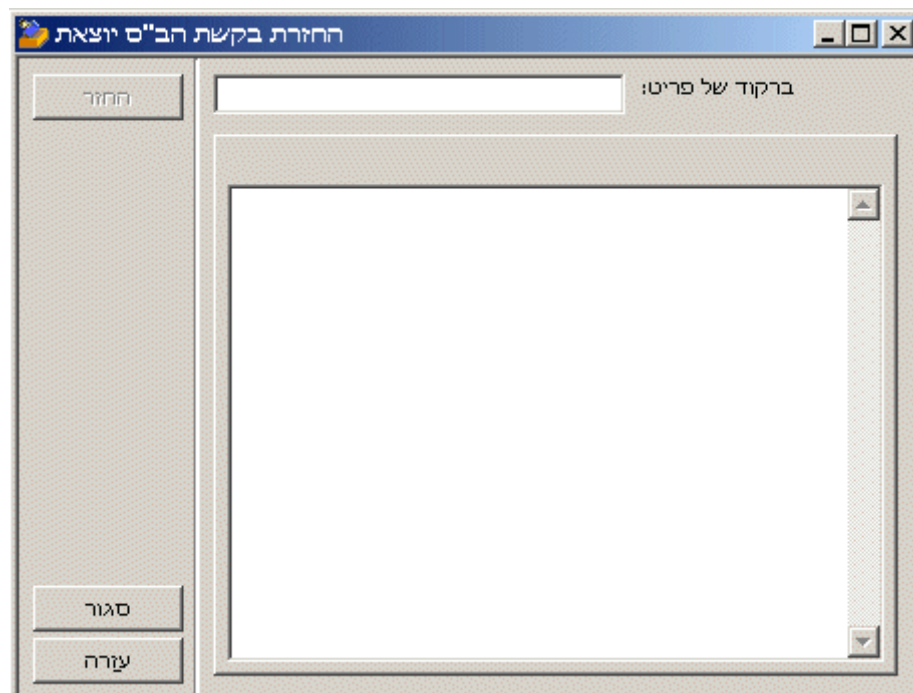 החזרת בקשת הב"ס יוצאת
ברקוד של פריט:
החזר
סגור
עזרה